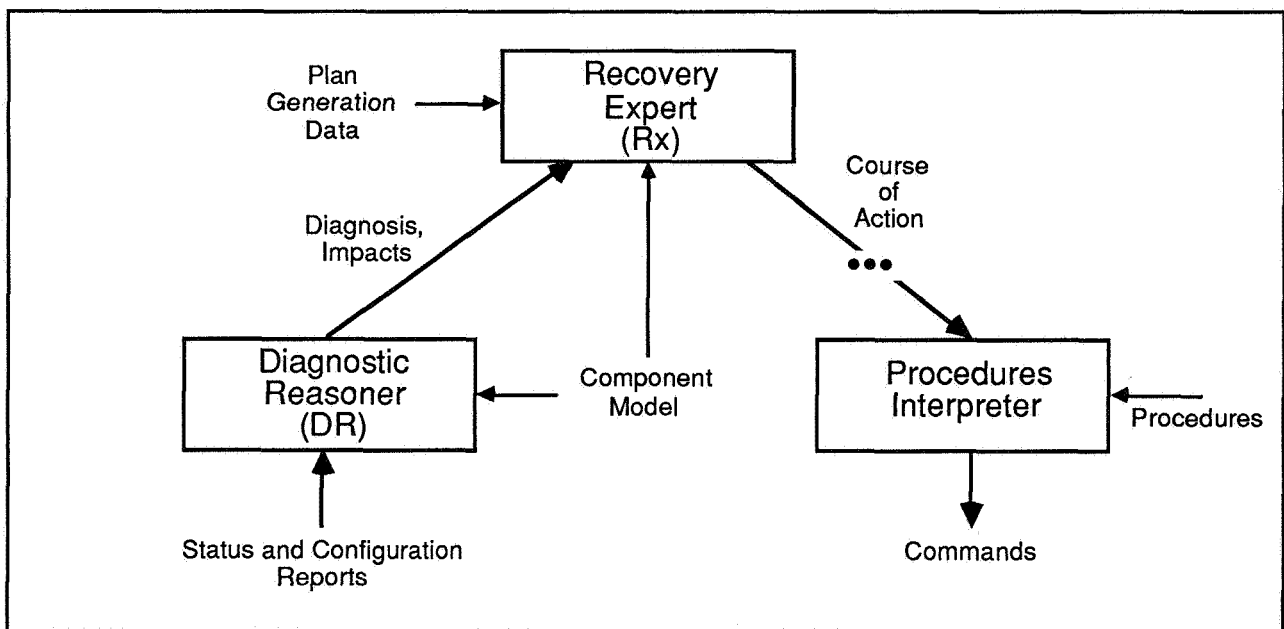 Recovery
Expert
(Rx)
Plan
Generation
Data
Course
of
Action
Diagnosis,
Impacts
Diagnostic
Reasoner
(DR)
Component
Model
Procedures
Interpreter
Procedures
Status and Configuration
Reports
Commands